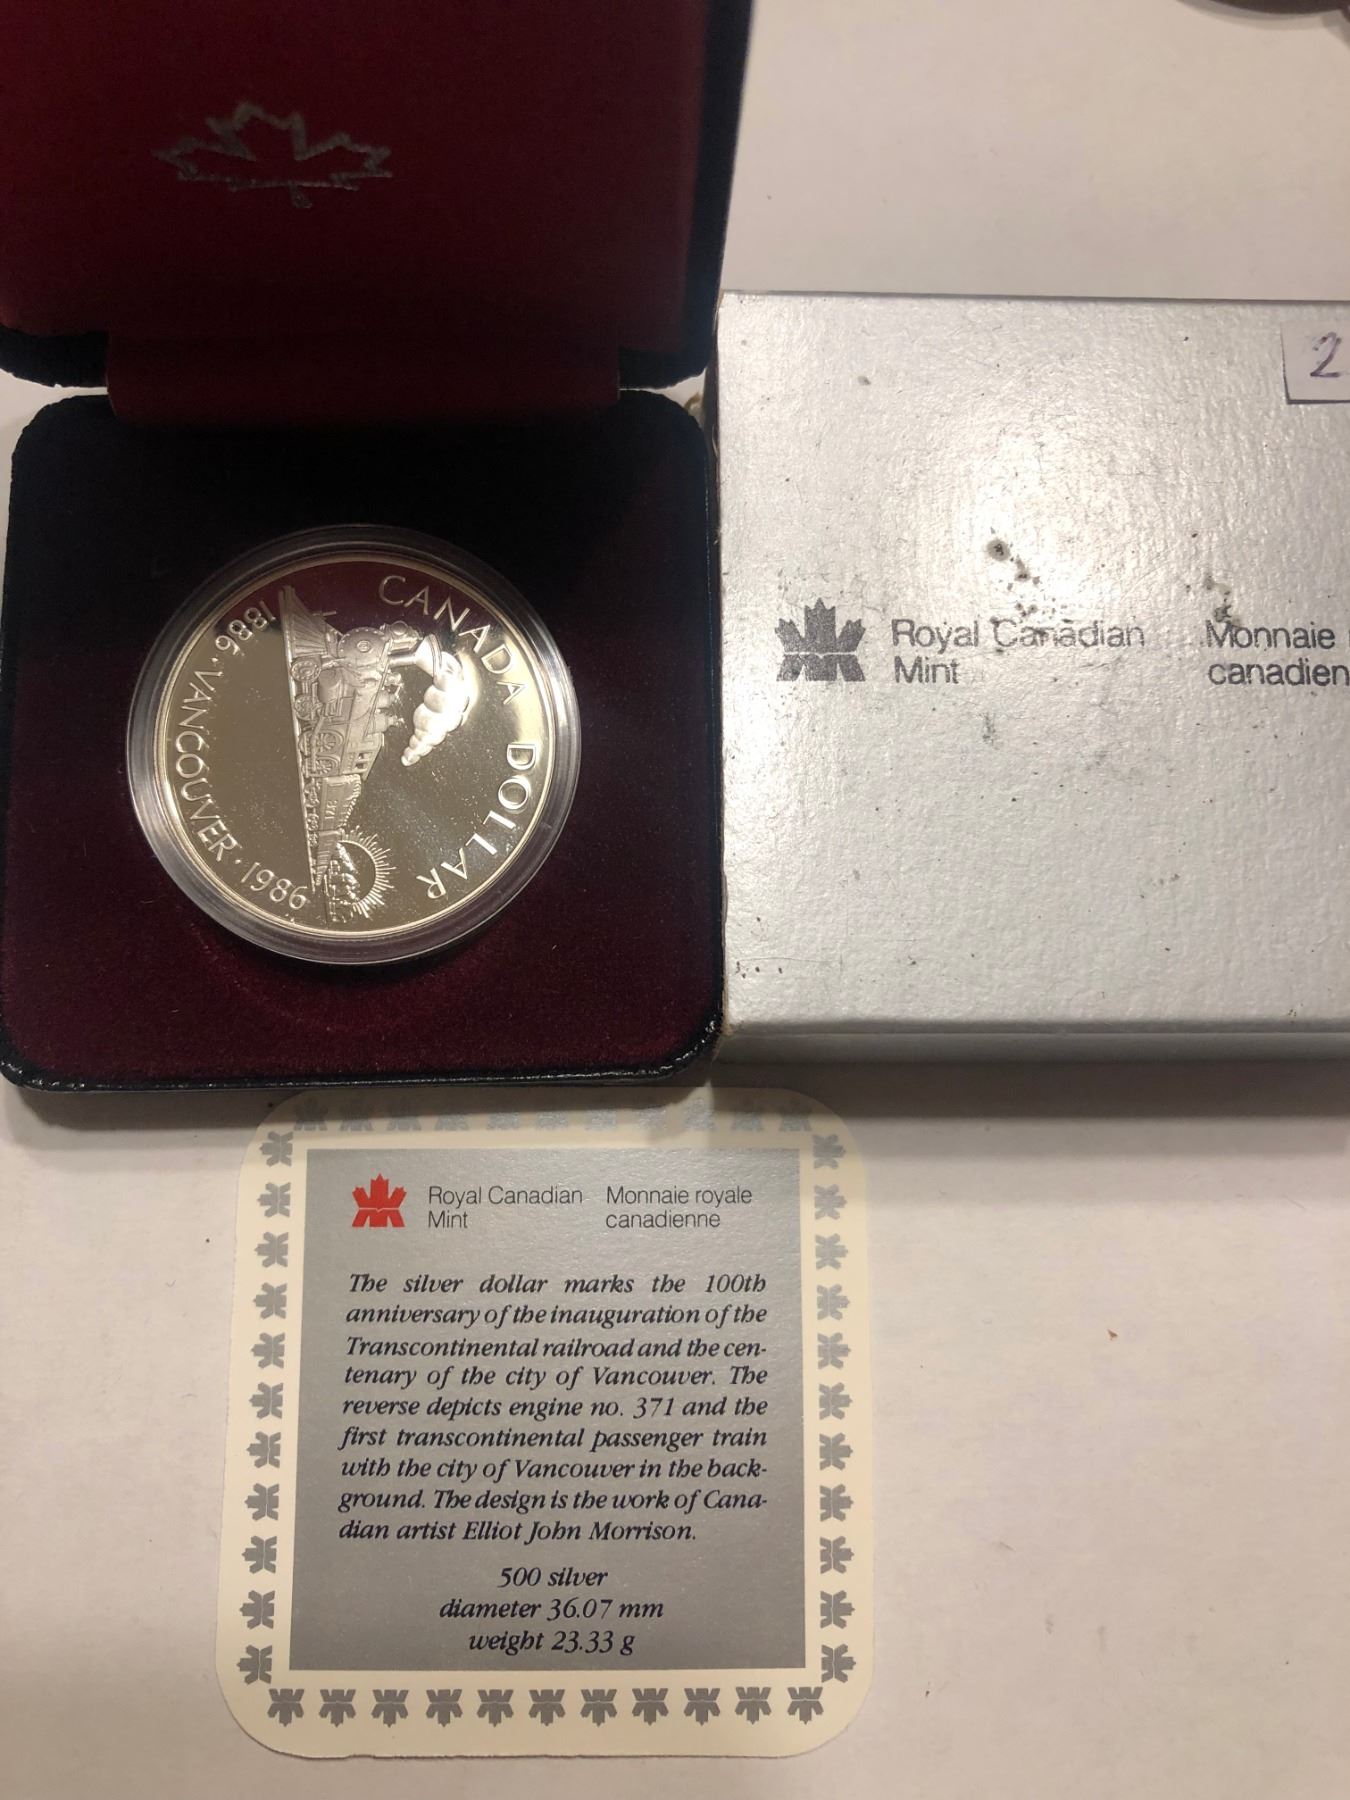 CANADA DOLLAR
1886 · VANCOUVER · 1986
2
Royal Canadian
Mint
Monnaie
canadien
Royal Canadian
Mint
Monnaie royale
canadienne
The silver dollar marks the 100th
anniversary of the inauguration of the
Transcontinental railroad and the cen-
tenary of the city of Vancouver. The
reverse depicts engine no. 371 and the
first transcontinental passenger train
with the city of Vancouver in the back-
ground. The design is the work of Cana-
dian artist Elliot John Morrison.
500 silver
diameter 36.07 mm
weight 23.33 g